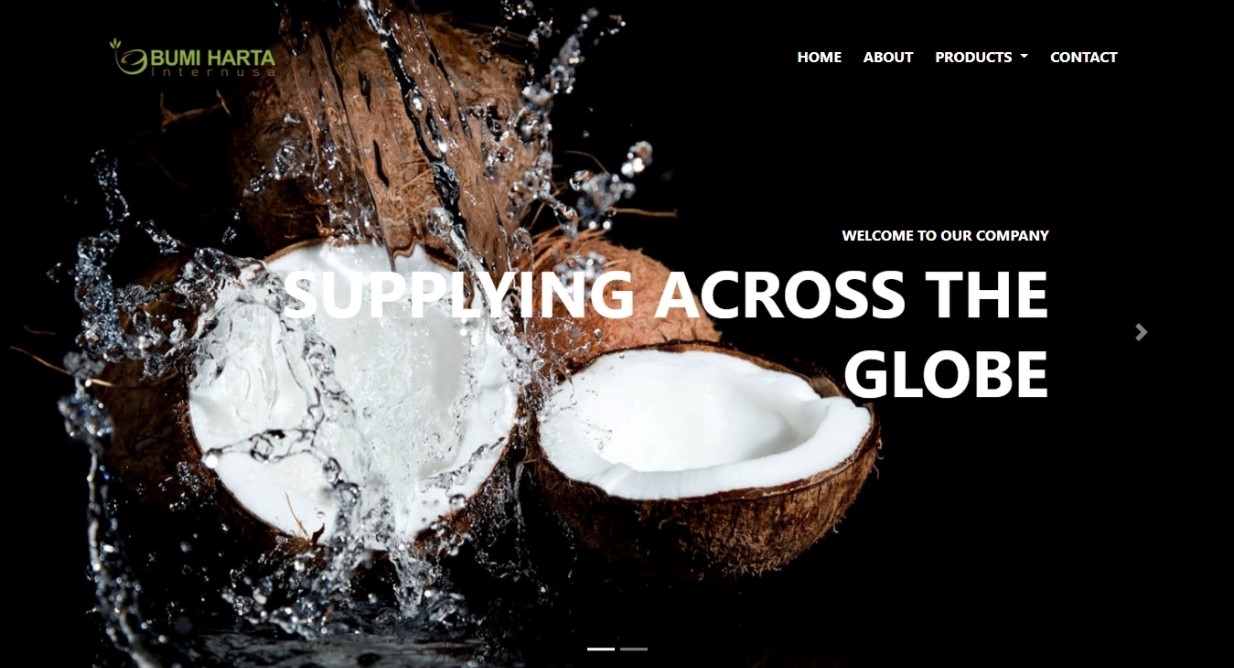 BUMI HARTA
Internusa
HOME ABOUT PRODUCTS CONTACT
WELCOME TO OUR COMPANY
SUPPLYING ACROSS THE
GLOBE